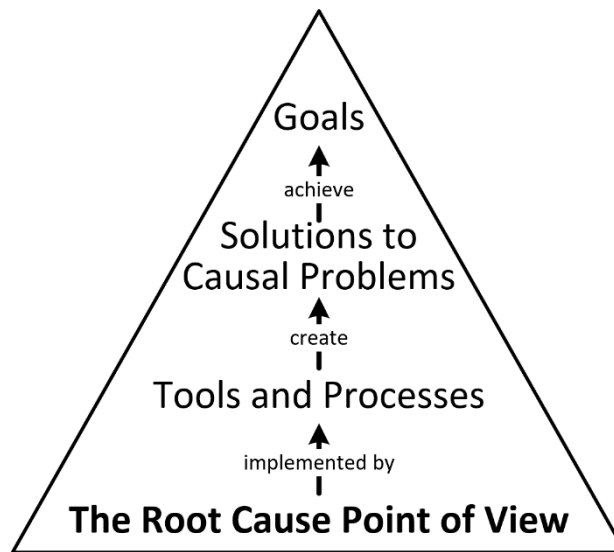 Goals
achieve
Solutions to
Causal Problems
create
Tools and Processes
implemented by
The Root Cause Point of View